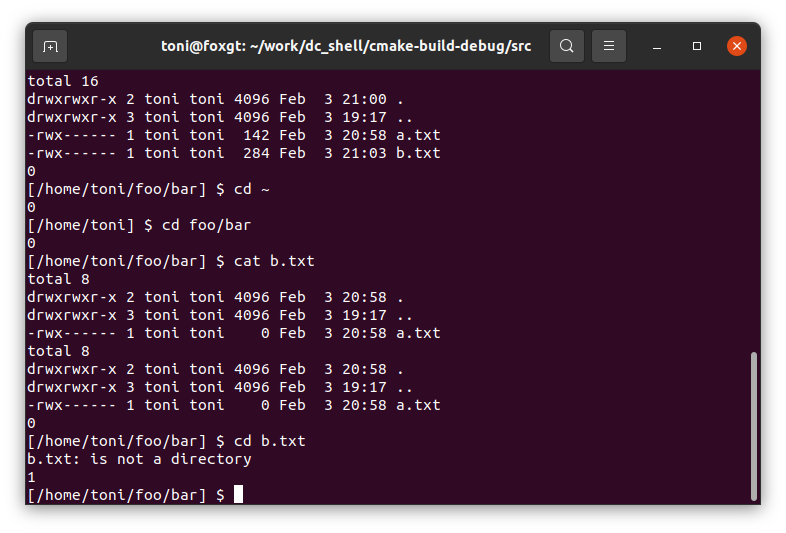 toni@foxgt: ~/work/dc_shell/cmake-build-debug/src
total 16
drwxrwxr-x 2 toni toni 4096 Feb  3 21:00 .
drwxrwxr-x 3 toni toni 4096 Feb  3 19:17 ..
-rwx------ 1 toni toni  142 Feb  3 20:58 a.txt
-rwx------ 1 toni toni  284 Feb  3 21:03 b.txt
0
[/home/toni/foo/bar] $ cd ~
0
[/home/toni] $ cd foo/bar
0
[/home/toni/foo/bar] $ cat b.txt
total 8
drwxrwxr-x 2 toni toni 4096 Feb  3 20:58 .
drwxrwxr-x 3 toni toni 4096 Feb  3 19:17 ..
-rwx------ 1 toni toni    0 Feb  3 20:58 a.txt
total 8
drwxrwxr-x 2 toni toni 4096 Feb  3 20:58 .
drwxrwxr-x 3 toni toni 4096 Feb  3 19:17 ..
-rwx------ 1 toni toni    0 Feb  3 20:58 a.txt
0
[/home/toni/foo/bar] $ cd b.txt
b.txt: is not a directory
1
[/home/toni/foo/bar] $